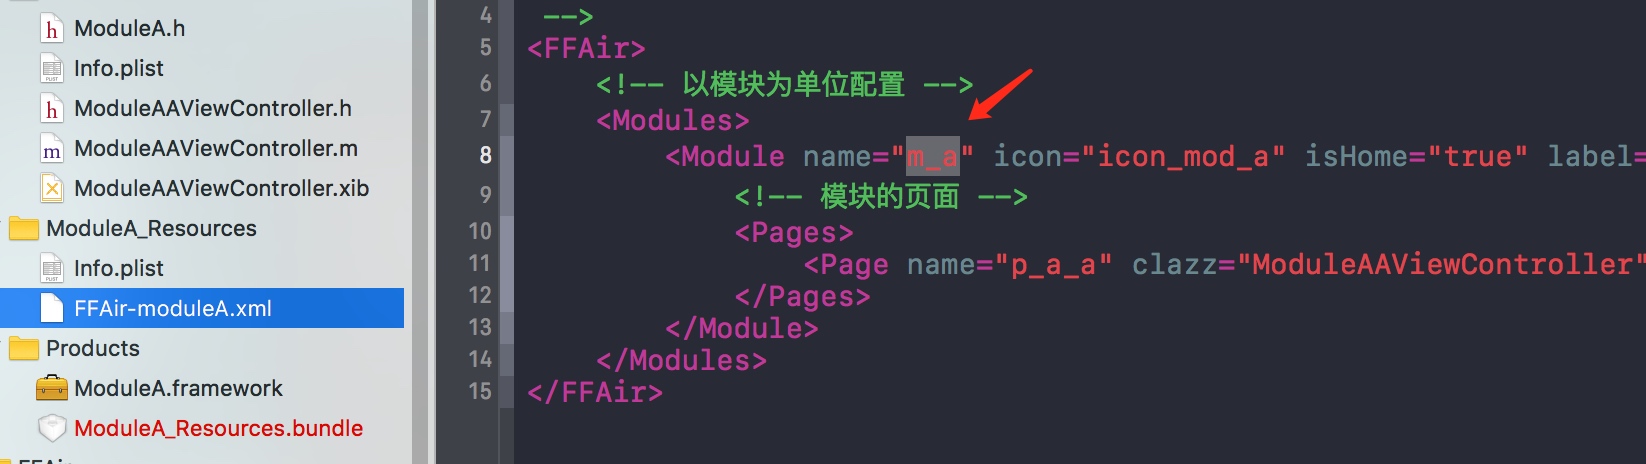 ModuleA.h
Info.plist
ModuleAAViewController.h
ModuleAAViewController.m
ModuleAAViewController.xib
ModuleA_Resources
Info.plist
FFAir-moduleA.xml
Products
ModuleA.framework
ModuleA_Resources.bundle
4 -->
5 <FFAir>
6 <!-- 以模块为单位配置 -->
7 <Modules>
8 <Module name="m_a" icon="icon_mod_a" isHome="true" label=
9 <!-- 模块的页面 -->
10 <Pages>
11 <Page name="p_a_a" clazz="ModuleAAViewController"
12 </Pages>
13 </Module>
14 </Modules>
15 </FFAir>